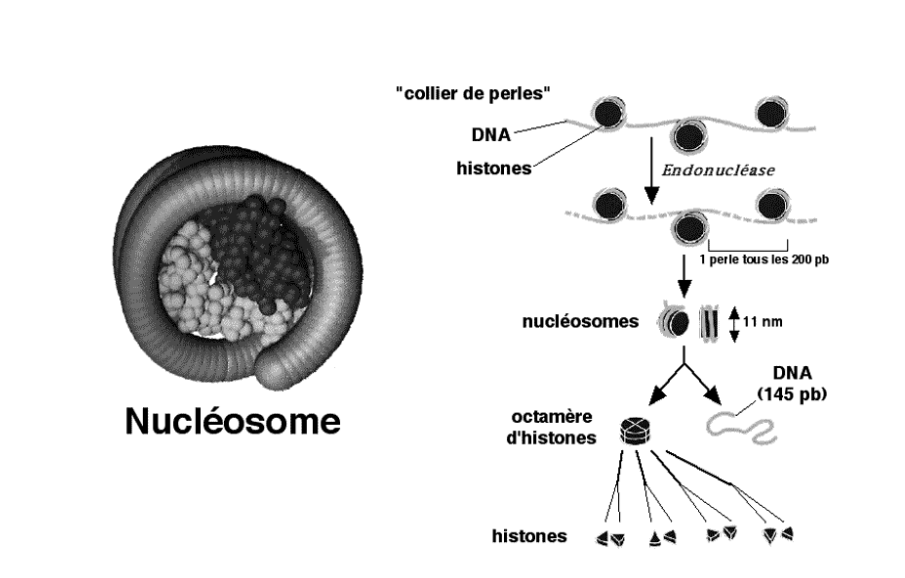 "collier de perles"
DNA
histones
Endonucléase
1 perle tous les 200 pb
nucléosomes
11 nm
DNA
(145 pb)
octamère
d'histones
histones
Nucléosome